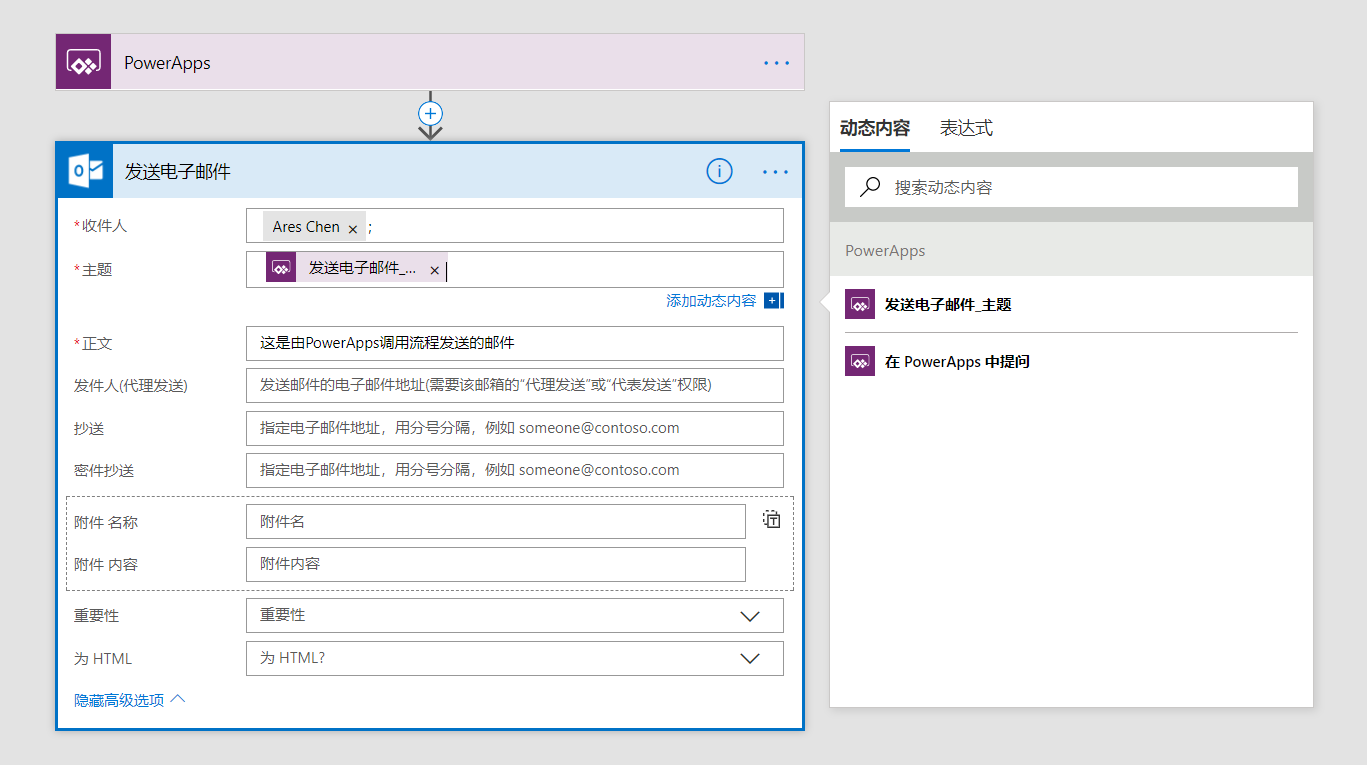 PowerApps
发送电子邮件
*收件人
Ares Chen × ;
*主题
发送电子邮件_... ×
添加动态内容
*正文
这是由PowerApps调用流程发送的邮件
发件人(代理发送)
发送邮件的电子邮件地址(需要该邮箱的“代理发送”或“代表发送”权限)
抄送
指定电子邮件地址，用分号分隔，例如 someone@contoso.com
密件抄送
指定电子邮件地址，用分号分隔，例如 someone@contoso.com
附件 名称
附件名
附件 内容
附件内容
重要性
重要性
为 HTML
为 HTML?
隐藏高级选项
动态内容
表达式
搜索动态内容
PowerApps
发送电子邮件_主题
在 PowerApps 中提问